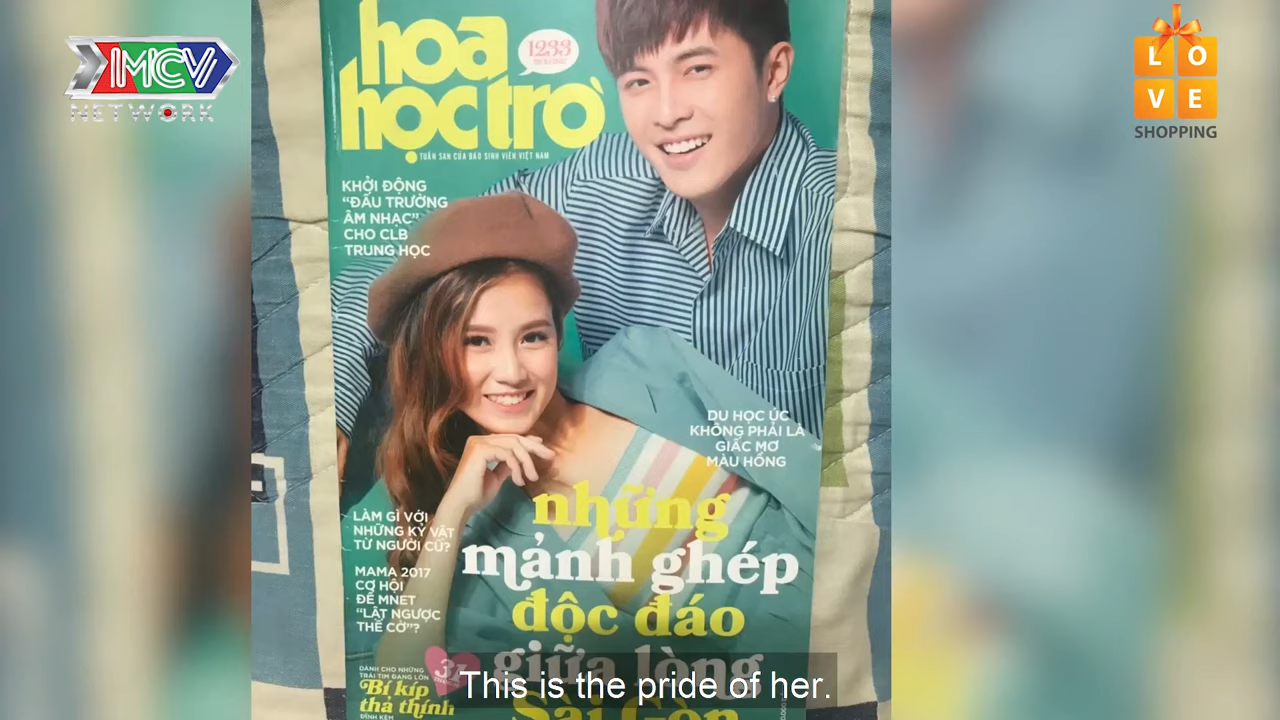 MCV
NETWORK
LOVE
SHOPPING
hoa
học trò
1233
TUẦN SAN CỦA BÁO SINH VIÊN VIỆT NAM
KHỞI ĐỘNG
“ĐẤU TRƯỜNG
ÂM NHẠC”
CHO CLB
TRUNG HỌC
DU HỌC ÚC
KHÔNG PHẢI LÀ
GIẤC MƠ
MÀU HỒNG
những
mảnh ghép
độc đáo
giữa lòng
Sài Gòn
LÀM GÌ VỚI
NHỮNG KỶ VẬT
TỪ NGƯỜI CŨ?
MAMA 2017
CƠ HỘI
ĐỂ MNET
“LẬT NGƯỢC
THẾ CỜ”?
DÀNH CHO NHỮNG
TRÁI TIM ĐANG LỚN
Bí kíp
thả thính
ĐÍNH KÈM
This is the pride of her.